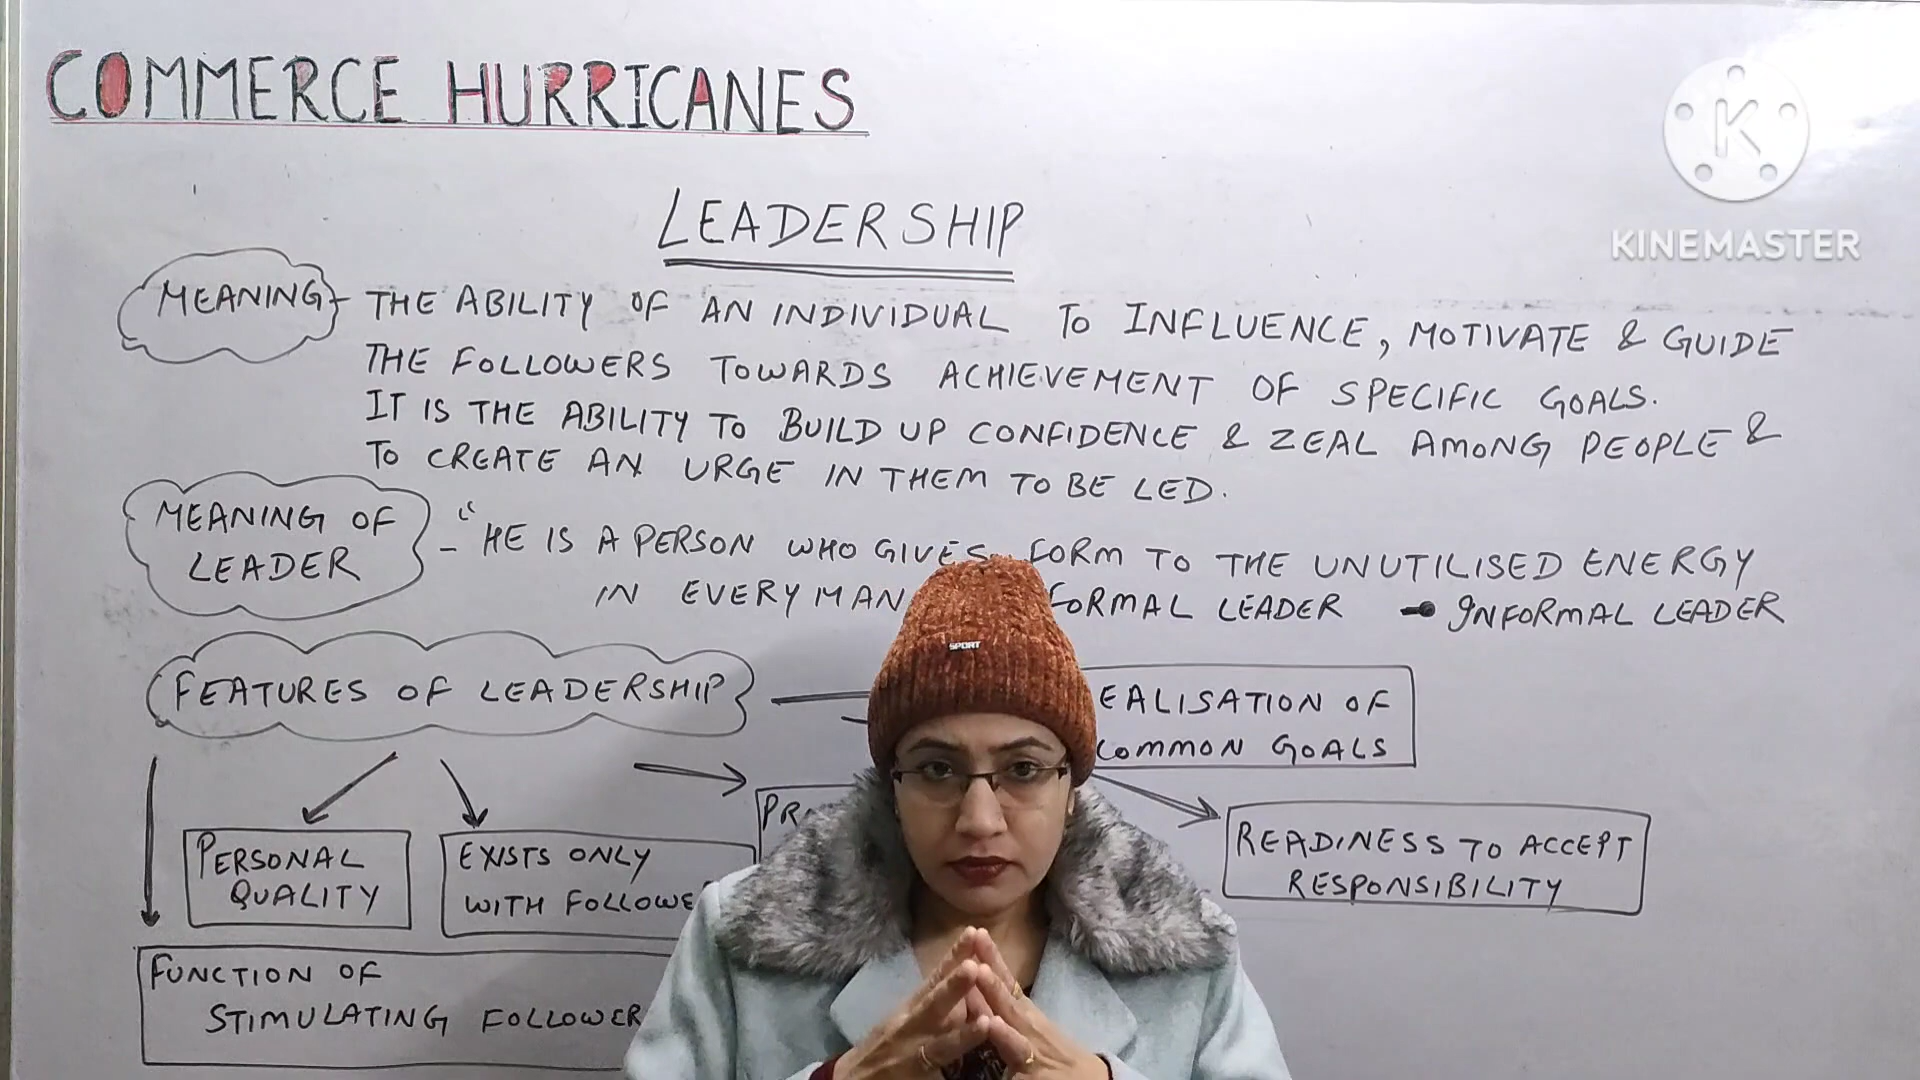 COMMERCE HURRICANES
K
KINEMASTER
LEADERSHIP
MEANING - THE ABILITY OF AN INDIVIDUAL TO INFLUENCE, MOTIVATE & GUIDE
THE FOLLOWERS TOWARDS ACHIEVEMENT OF SPECIFIC GOALS.
IT IS THE ABILITY TO BUILD UP CONFIDENCE & ZEAL AMONG PEOPLE &
TO CREATE AN URGE IN THEM TO BE LED.
MEANING OF
LEADER
- "HE IS A PERSON WHO GIVES FORM TO THE UNUTILISED ENERGY
IN EVERY MAN FORMAL LEADER - INFORMAL LEADER
SPORT
FEATURES OF LEADERSHIP
EALISATION OF
COMMON GOALS
PERSONAL
QUALITY
EXISTS ONLY
WITH FOLLOWE
PR
READINESS TO ACCEPT
RESPONSIBILITY
FUNCTION OF
STIMULATING FOLLOWER